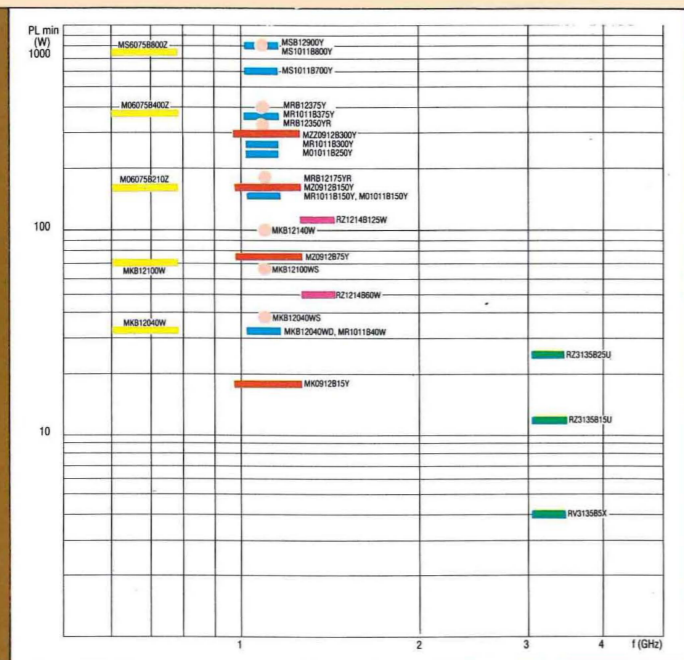 PL min
(W)
1000
MS6075B800Z
MSB12900Y
MS1011B800Y
MS1011B700Y
M06075B400Z
MRB12375Y
MR1011B375Y
MRB12350YR
MZZ0912B300Y
MR1011B300Y
M01011B250Y
M06075B210Z
MRB12175YR
MZ0912B150Y
MR1011B150Y, M01011B150Y
RZ1214B125W
100
MKB12140W
MZ0912B75Y
MKB12100W
MKB12100WS
RZ1214B60W
MKB12040WS
MKB12040W
MKB12040WD, MR1011B40W
RZ3135B25U
MK0912B15Y
RZ3135B15U
10
RV3135B5X
1 2 3 4 f (GHz)